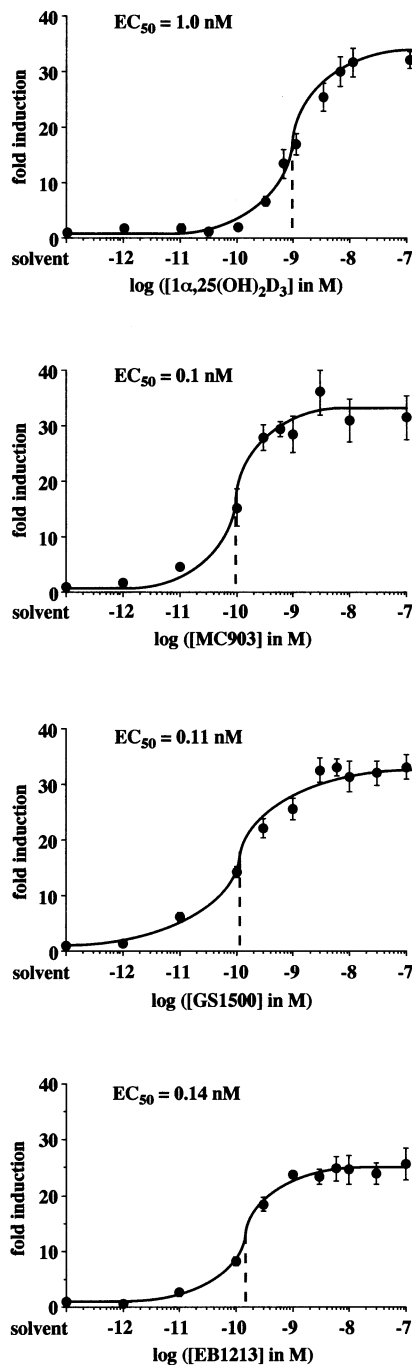 40
EC50 = 1.0 nM
30
20
10
0
fold induction
solvent -12 -11 -10 -9 -8 -7
log ([1α,25(OH)2D3] in M)
40
EC50 = 0.1 nM
30
20
10
0
fold induction
solvent -12 -11 -10 -9 -8 -7
log ([MC903] in M)
40
EC50 = 0.11 nM
30
20
10
0
fold induction
solvent -12 -11 -10 -9 -8 -7
log ([GS1500] in M)
40
EC50 = 0.14 nM
30
20
10
0
fold induction
solvent -12 -11 -10 -9 -8 -7
log ([EB1213] in M)